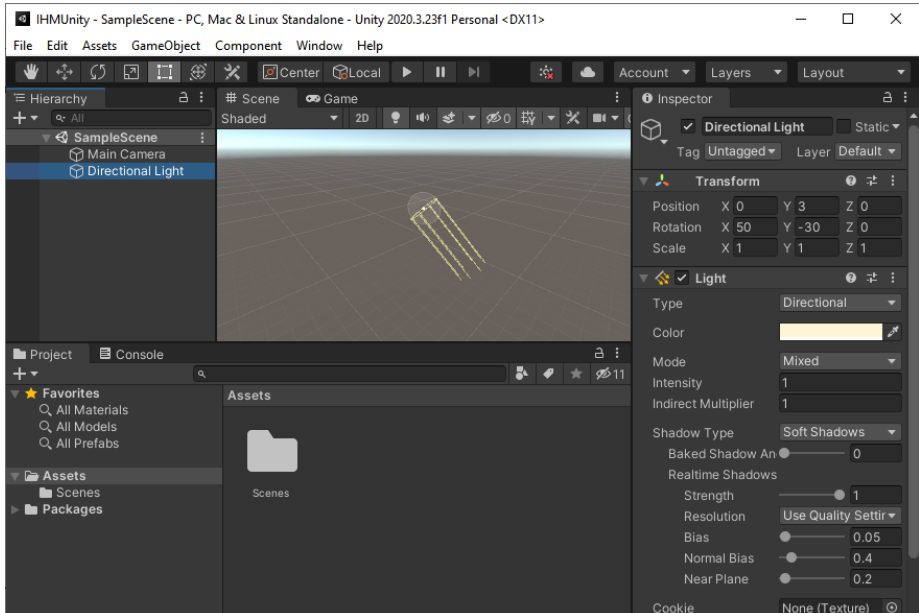 IHMUnity - SampleScene - PC, Mac & Linux Standalone - Unity 2020.3.23f1 Personal <DX11>
File Edit Assets GameObject Component Window Help
Center Local Account Layers Layout
Hierarchy
All
SampleScene
Main Camera
Directional Light
# Scene Game
Shaded 2D 0
Inspector
Directional Light Static
Tag Untagged Layer Default
Transform
Position X 0 Y 3 Z 0
Rotation X 50 Y -30 Z 0
Scale X 1 Y 1 Z 1
Light
Type Directional
Color
Mode Mixed
Intensity 1
Indirect Multiplier 1
Shadow Type Soft Shadows
Baked Shadow An 0
Realtime Shadows
Strength 1
Resolution Use Quality Settir
Bias 0.05
Normal Bias 0.4
Near Plane 0.2
Cookie None (Texture)
Project Console
11
Favorites
All Materials
All Models
All Prefabs
Assets
Scenes
Packages
Assets
Scenes